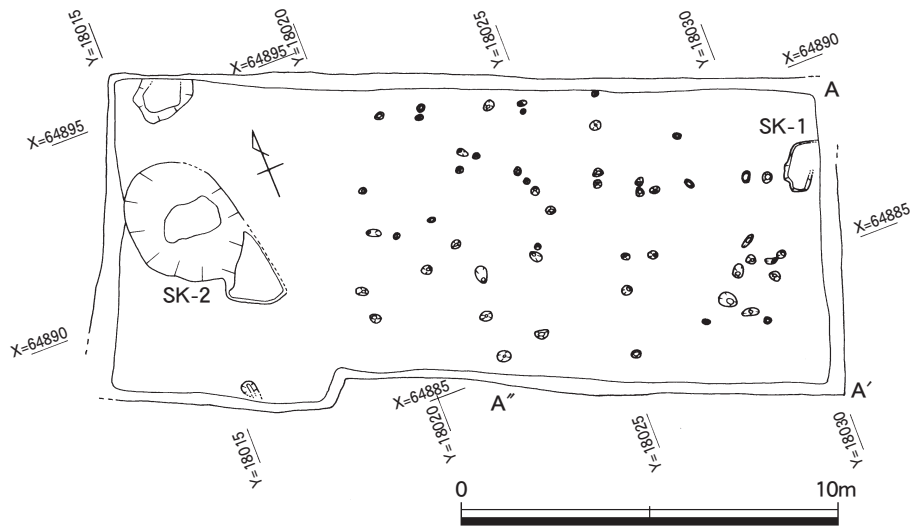 Y=18015
Y=18020
Y=18025
Y=18030
X=64895
X=64890
A
SK-1
X=64895
X=64885
SK-2
X=64890
X=64885
A″
A′
Y=18015
Y=18020
Y=18025
Y=18030
0
10m